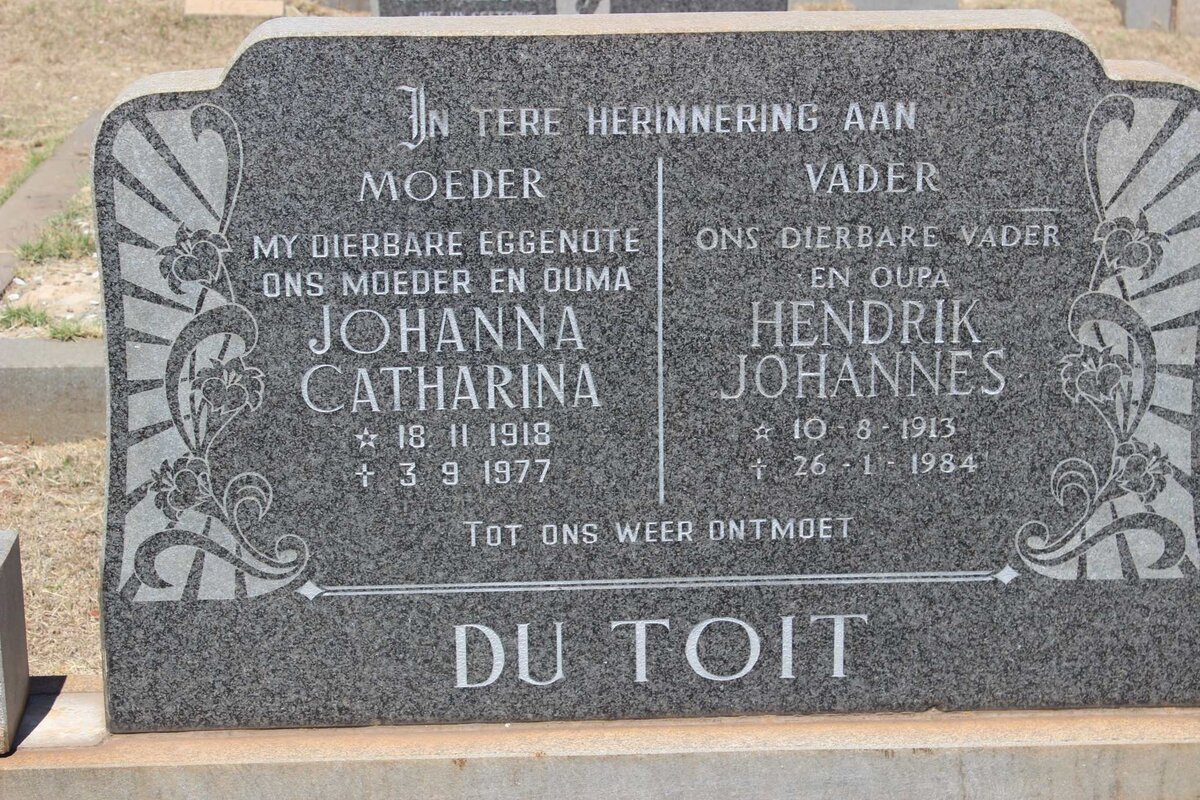 In tere herinnering aan
MOEDER
MY DIERBARE EGGENOTE
ONS MOEDER EN OUMA
JOHANNA
CATHARINA
☆ 18 11 1918
† 3 9 1977
VADER
ONS DIERBARE VADER
EN OUPA
HENDRIK
JOHANNES
☆ 10-8-1913
† 26-1-1984
TOT ONS WEER ONTMOET
DU TOIT